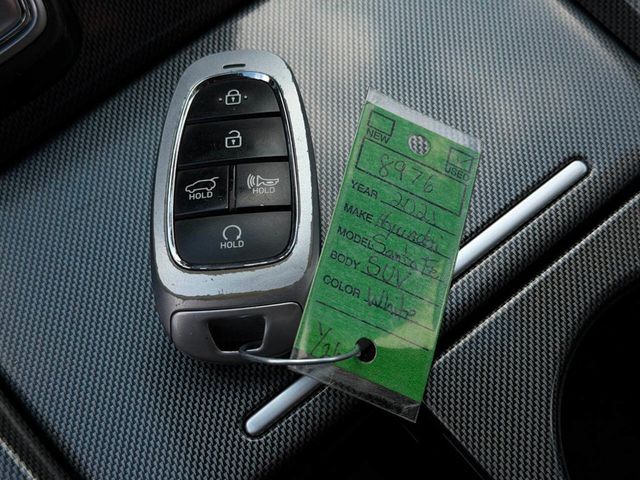 HOLD HOLD
HOLD
NEW USED
8976
YEAR 2021
MAKE Hyundai
MODEL Santa Fe
BODY SUV
COLOR White